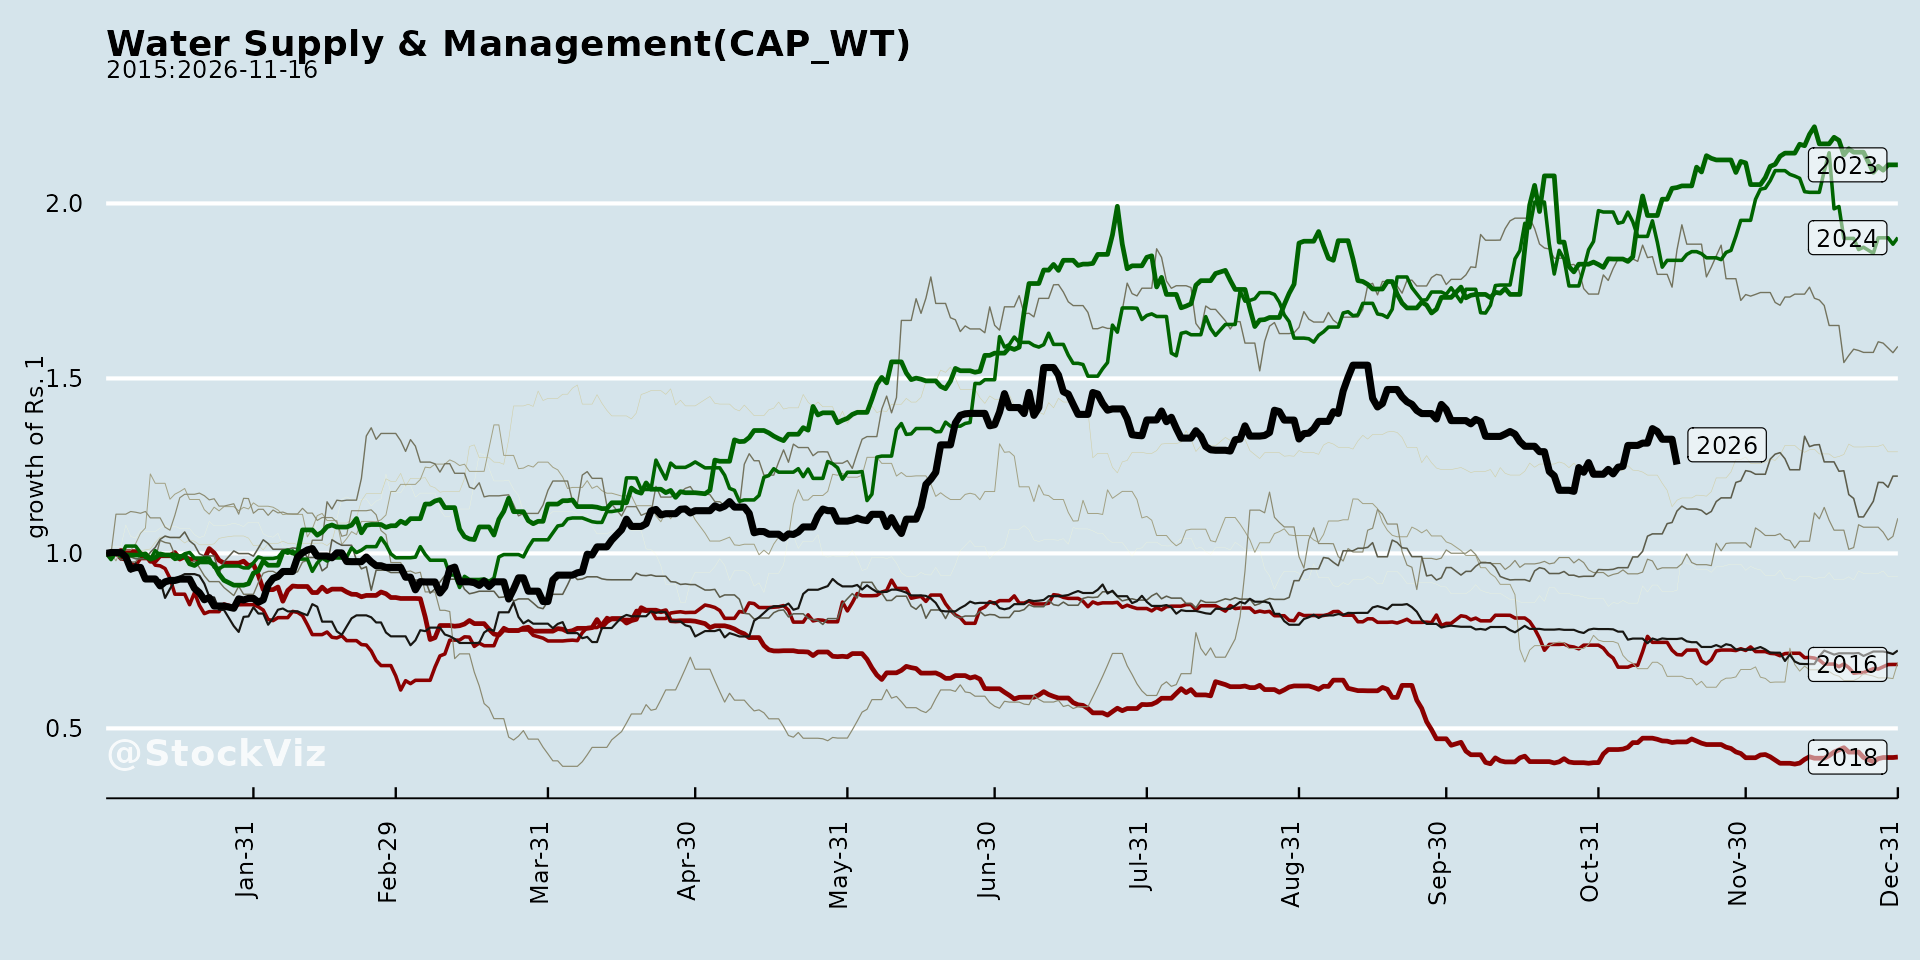 Water Supply & Management(CAP_WT)
2015:2026-11-16
growth of Rs. 1
2.0
1.5
1.0
0.5
2023
2024
2026
2016
2018
@StockViz
Jan-31
Feb-29
Mar-31
Apr-30
May-31
Jun-30
Jul-31
Aug-31
Sep-30
Oct-31
Nov-30
Dec-31